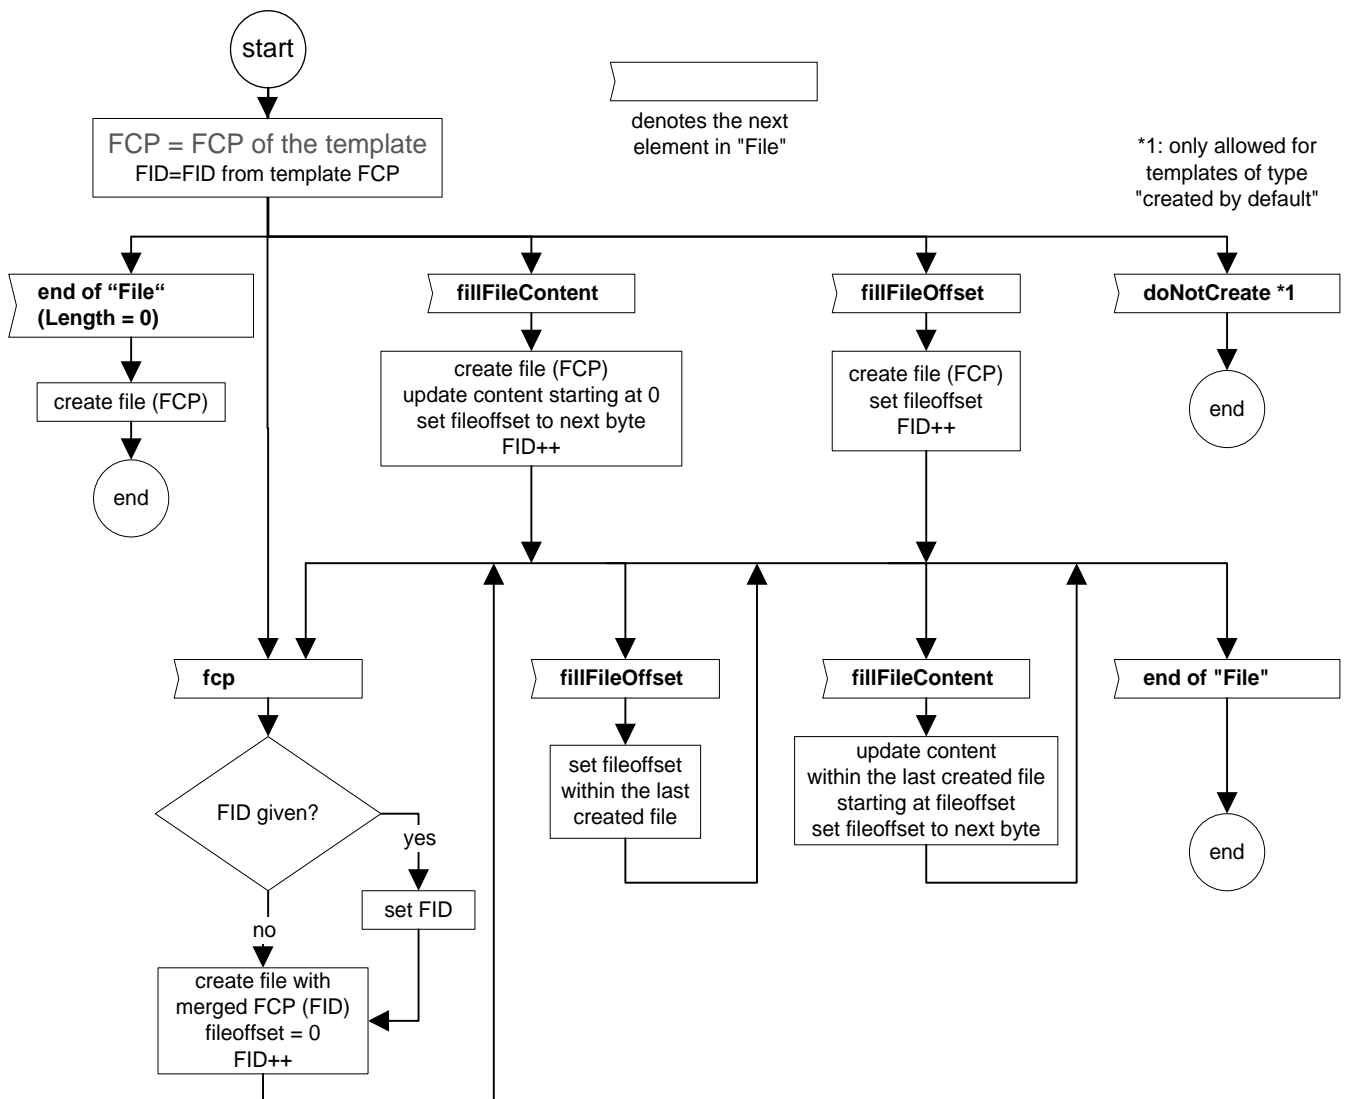 start
FCP = FCP of the template
FID=FID from template FCP
denotes the next
element in "File"
*1: only allowed for
templates of type
"created by default"
end of “File“
(Length = 0)
fillFileContent
fillFileOffset
doNotCreate *1
create file (FCP)
end
create file (FCP)
update content starting at 0
set fileoffset to next byte
FID++
create file (FCP)
set fileoffset
FID++
end
fcp
fillFileOffset
fillFileContent
end of "File"
FID given?
yes
set FID
no
create file with
merged FCP (FID)
fileoffset = 0
FID++
set fileoffset
within the last
created file
update content
within the last created file
starting at fileoffset
set fileoffset to next byte
end